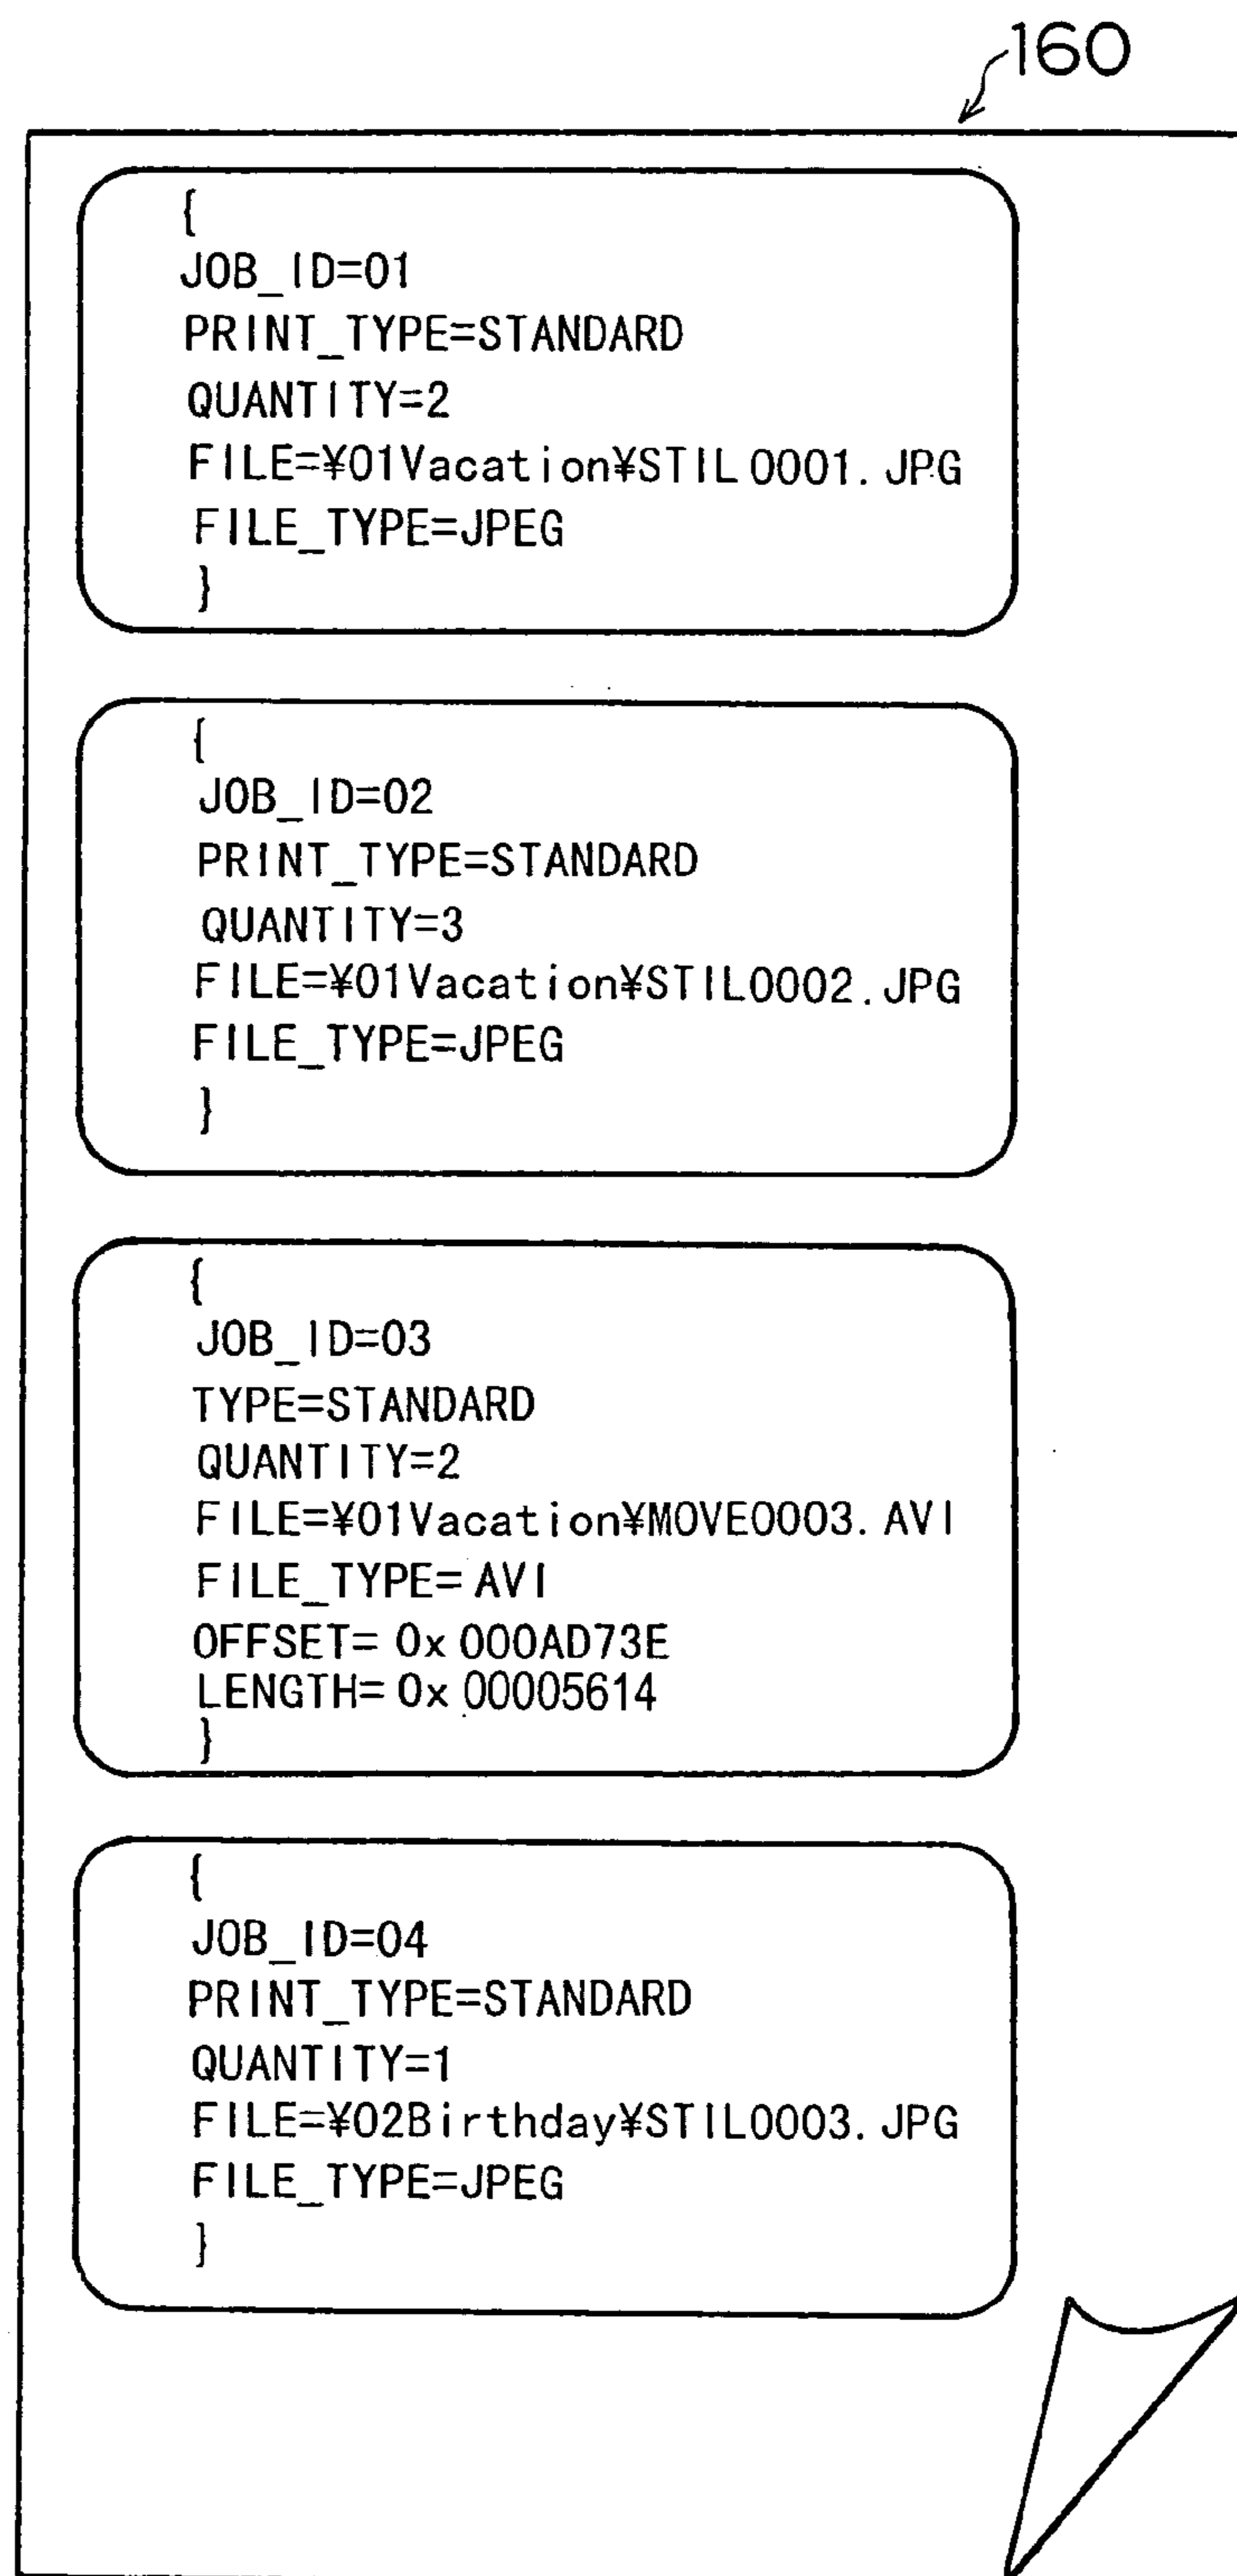 160
{
JOB_ID=01
PRINT_TYPE=STANDARD
QUANTITY=2
FILE=¥01Vacation¥STIL0001.JPG
FILE_TYPE=JPEG
}
{
JOB_ID=02
PRINT_TYPE=STANDARD
QUANTITY=3
FILE=¥01Vacation¥STIL0002.JPG
FILE_TYPE=JPEG
}
{
JOB_ID=03
TYPE=STANDARD
QUANTITY=2
FILE=¥01Vacation¥MOVE0003.AVI
FILE_TYPE=AVI
OFFSET=0x000AD73E
LENGTH=0x00005614
}
{
JOB_ID=04
PRINT_TYPE=STANDARD
QUANTITY=1
FILE=¥02Birthday¥STIL0003.JPG
FILE_TYPE=JPEG
}